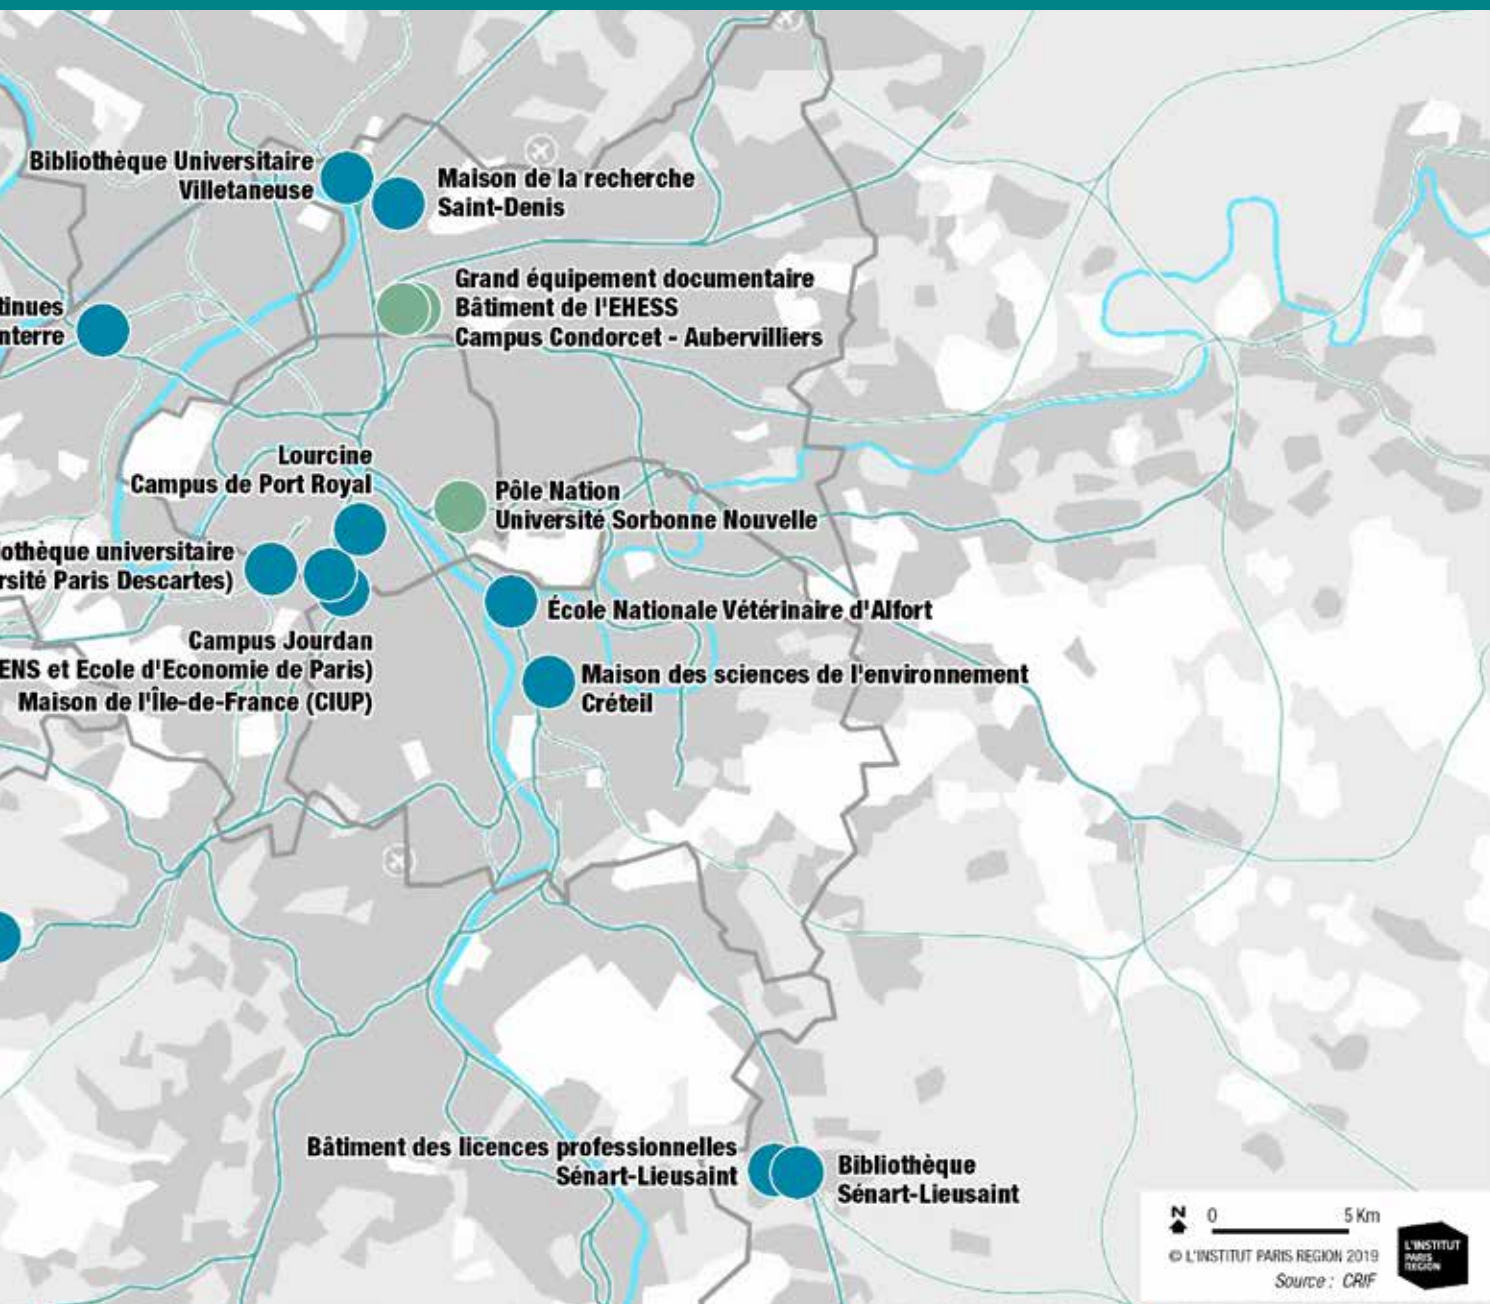 Bibliothèque Universitaire
Villetaneuse
Maison de la recherche
Saint-Denis
Grand équipement documentaire
Bâtiment de l'EHESS
Campus Condorcet - Aubervilliers
tinues
nterre
Lourcine
Campus de Port Royal
Pôle Nation
Université Sorbonne Nouvelle
iothèque universitaire
rsité Paris Descartes)
École Nationale Vétérinaire d'Alfort
Campus Jourdan
ENS et Ecole d'Economie de Paris)
Maison de l'Île-de-France (CIUP)
Maison des sciences de l'environnement
Créteil
Bâtiment des licences professionnelles
Sénart-Lieusaint
Bibliothèque
Sénart-Lieusaint
N
0 5 Km
© L'INSTITUT PARIS REGION 2019
Source : CRIF
L'INSTITUT
PARIS
REGION